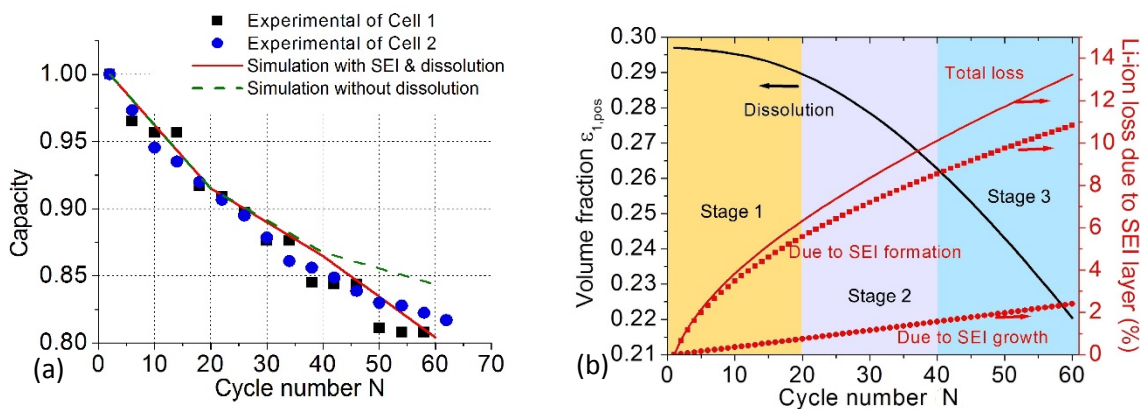 Experimental of Cell 1
Experimental of Cell 2
Simulation with SEI & dissolution
Simulation without dissolution
1.00
0.95
0.90
0.85
0.80
Capacity
0 10 20 30 40 50 60 70
Cycle number N
(a)
0.30
0.29
0.28
0.27
0.26
0.25
0.24
0.23
0.22
0.21
Volume fraction ε1,pos
Dissolution
Total loss
Stage 1
Stage 3
Due to SEI formation
Stage 2
Due to SEI growth
14
12
10
8
6
4
2
0
Li-ion loss due to
SEI layer (%)
0 10 20 30 40 50 60
Cycle number N
(b)